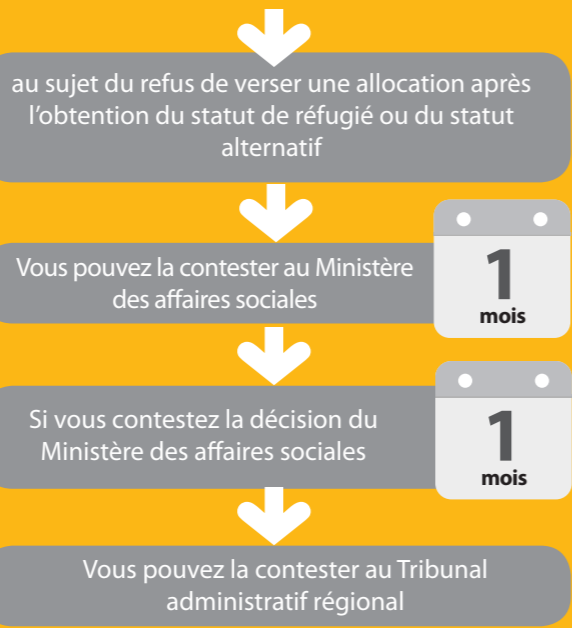 au sujet du refus de verser une allocation après
l'obtention du statut de réfugié ou du statut
alternatif
Vous pouvez la contester au Ministère
des affaires sociales
1
mois
Si vous contestez la décision du
Ministère des affaires sociales
1
mois
Vous pouvez la contester au Tribunal
administratif régional